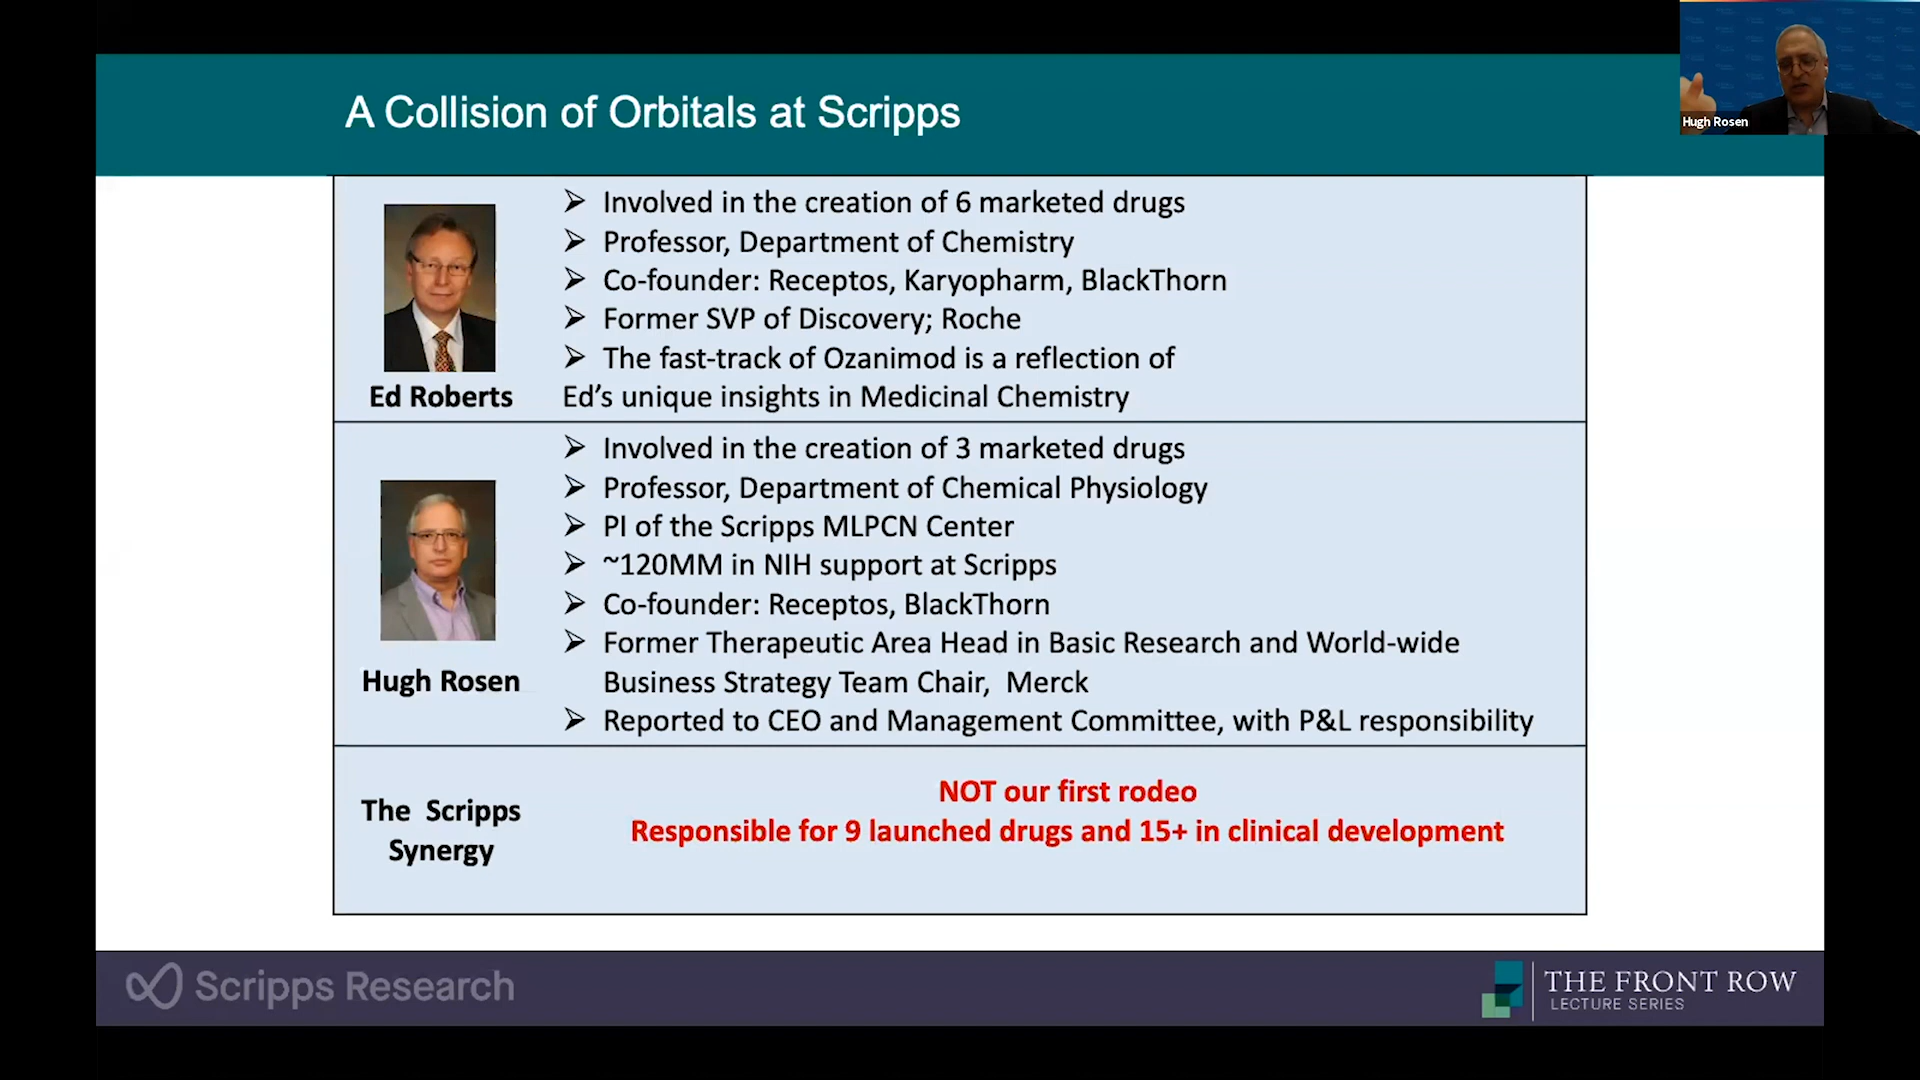 A Collision of Orbitals at Scripps
Hugh Rosen
➢ Involved in the creation of 6 marketed drugs
➢ Professor, Department of Chemistry
➢ Co-founder: Receptos, Karyopharm, BlackThorn
➢ Former SVP of Discovery; Roche
➢ The fast-track of Ozanimod is a reflection of
Ed’s unique insights in Medicinal Chemistry
Ed Roberts
➢ Involved in the creation of 3 marketed drugs
➢ Professor, Department of Chemical Physiology
➢ PI of the Scripps MLPCN Center
➢ ~120MM in NIH support at Scripps
➢ Co-founder: Receptos, BlackThorn
➢ Former Therapeutic Area Head in Basic Research and World-wide
Business Strategy Team Chair, Merck
➢ Reported to CEO and Management Committee, with P&L responsibility
Hugh Rosen
The Scripps
Synergy
NOT our first rodeo
Responsible for 9 launched drugs and 15+ in clinical development
Scripps Research
THE FRONT ROW
LECTURE SERIES